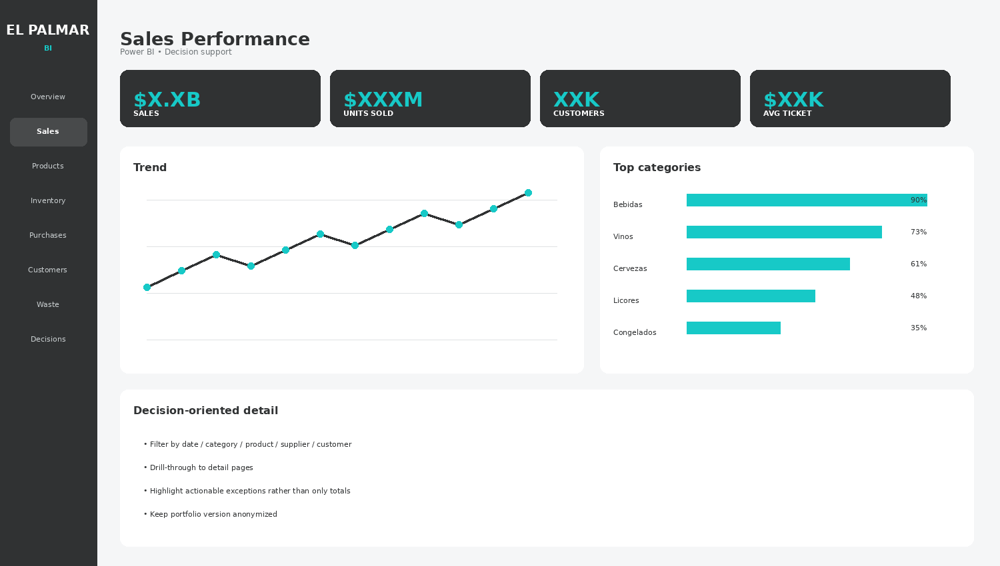 EL PALMAR
BI
Overview
Sales
Products
Inventory
Purchases
Customers
Waste
Decisions
Sales Performance
Power BI • Decision support
$X.XB
SALES
$XXXM
UNITS SOLD
XXK
CUSTOMERS
$XXK
AVG TICKET
Trend
Top categories
Bebidas 90%
Vinos 73%
Cervezas 61%
Licores 48%
Congelados 35%
Decision-oriented detail
• Filter by date / category / product / supplier / customer
• Drill-through to detail pages
• Highlight actionable exceptions rather than only totals
• Keep portfolio version anonymized